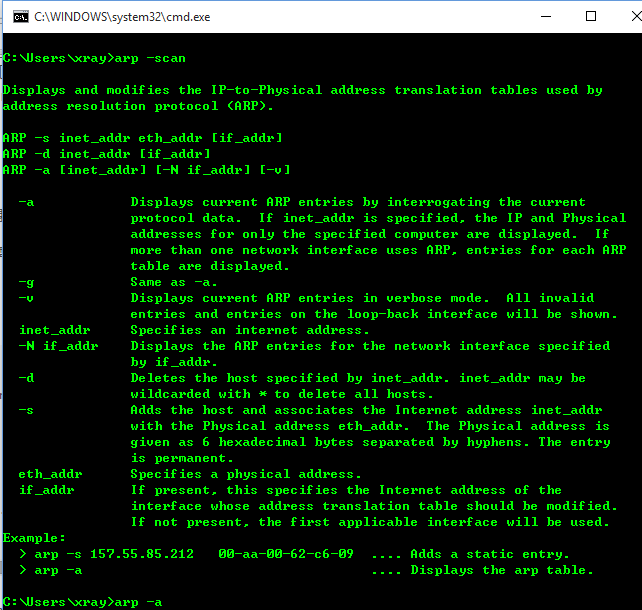 C:\WINDOWS\system32\cmd.exe
C:\Users\xray>arp -scan
Displays and modifies the IP-to-Physical address translation tables used by
address resolution protocol (ARP).
ARP -s inet_addr eth_addr [if_addr]
ARP -d inet_addr [if_addr]
ARP -a [inet_addr] [-N if_addr] [-v]
-a Displays current ARP entries by interrogating the current
protocol data. If inet_addr is specified, the IP and Physical
addresses for only the specified computer are displayed. If
more than one network interface uses ARP, entries for each ARP
table are displayed.
-g Same as -a.
-v Displays current ARP entries in verbose mode. All invalid
entries and entries on the loop-back interface will be shown.
inet_addr Specifies an internet address.
-N if_addr Displays the ARP entries for the network interface specified
by if_addr.
-d Deletes the host specified by inet_addr. inet_addr may be
wildcarded with * to delete all hosts.
-s Adds the host and associates the Internet address inet_addr
with the Physical address eth_addr. The Physical address is
given as 6 hexadecimal bytes separated by hyphens. The entry
is permanent.
eth_addr Specifies a physical address.
if_addr If present, this specifies the Internet address of the
interface whose address translation table should be modified.
If not present, the first applicable interface will be used.
Example:
> arp -s 157.55.85.212 00-aa-00-62-c6-09 .... Adds a static entry.
> arp -a .... Displays the arp table.
C:\Users\xray>arp -a